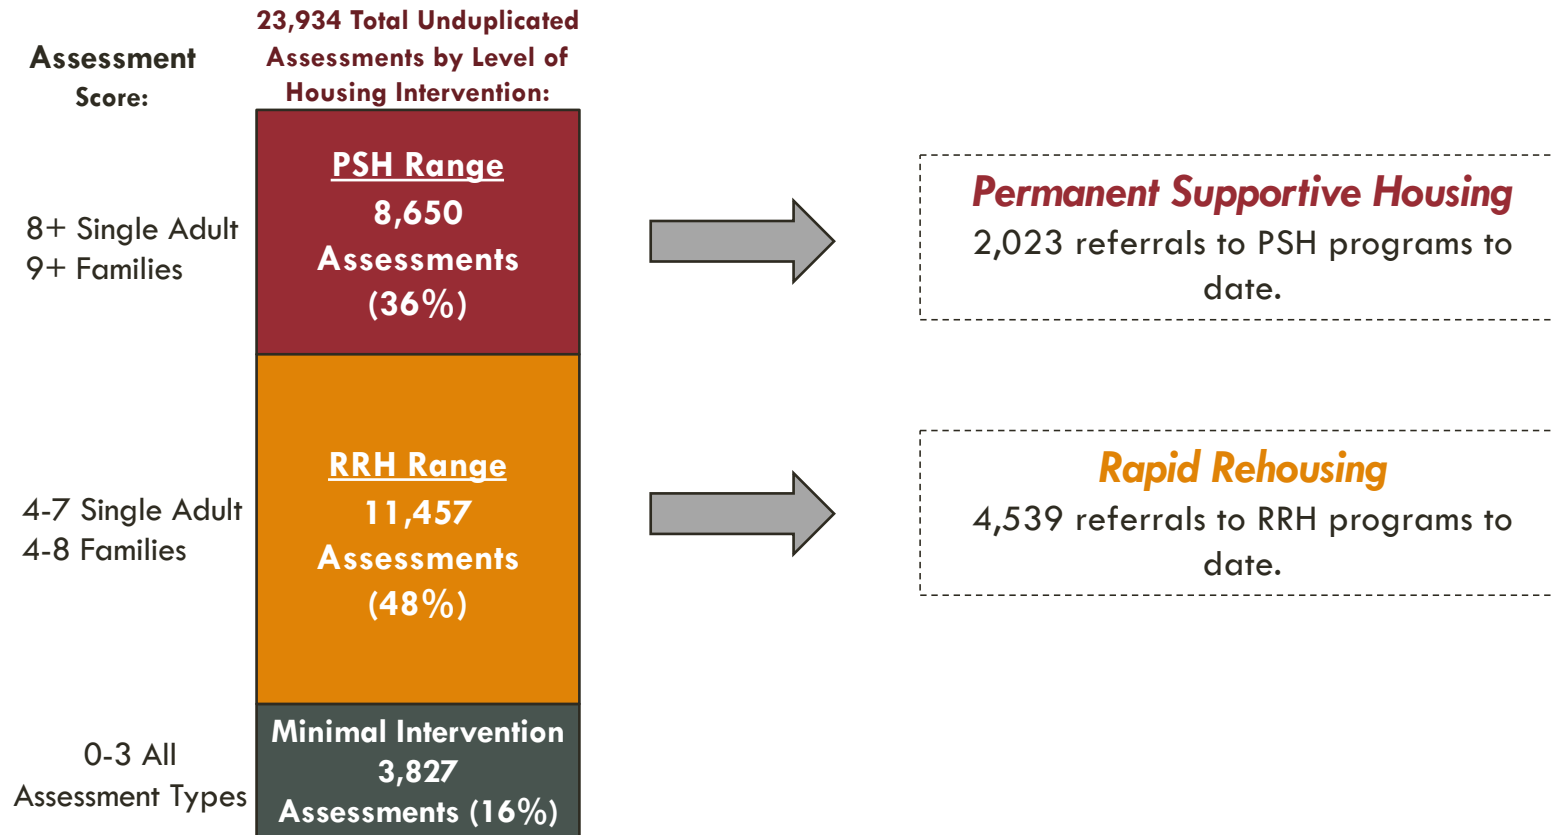 Assessment
Score:
23,934 Total Unduplicated
Assessments by Level of
Housing Intervention:
8+ Single Adult
9+ Families
PSH Range
8,650
Assessments
(36%)
Permanent Supportive Housing
2,023 referrals to PSH programs to
date.
4-7 Single Adult
4-8 Families
RRH Range
11,457
Assessments
(48%)
Rapid Rehousing
4,539 referrals to RRH programs to
date.
0-3 All
Assessment Types
Minimal Intervention
3,827
Assessments (16%)